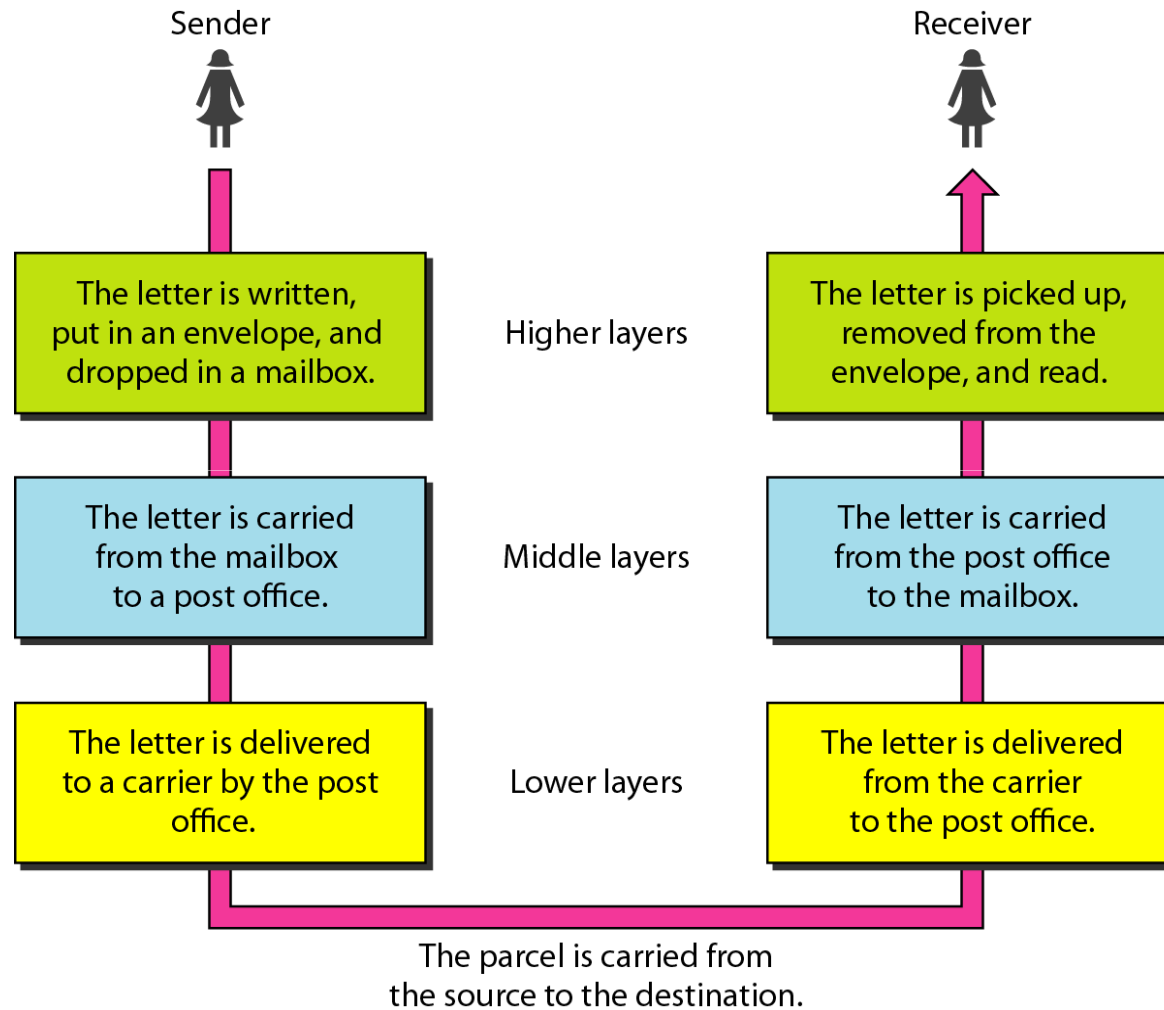 Sender
Receiver
The letter is written,
put in an envelope, and
dropped in a mailbox.
Higher layers
The letter is picked up,
removed from the
envelope, and read.
The letter is carried
from the mailbox
to a post office.
Middle layers
The letter is carried
from the post office
to the mailbox.
The letter is delivered
to a carrier by the post
office.
Lower layers
The letter is delivered
from the carrier
to the post office.
The parcel is carried from
the source to the destination.